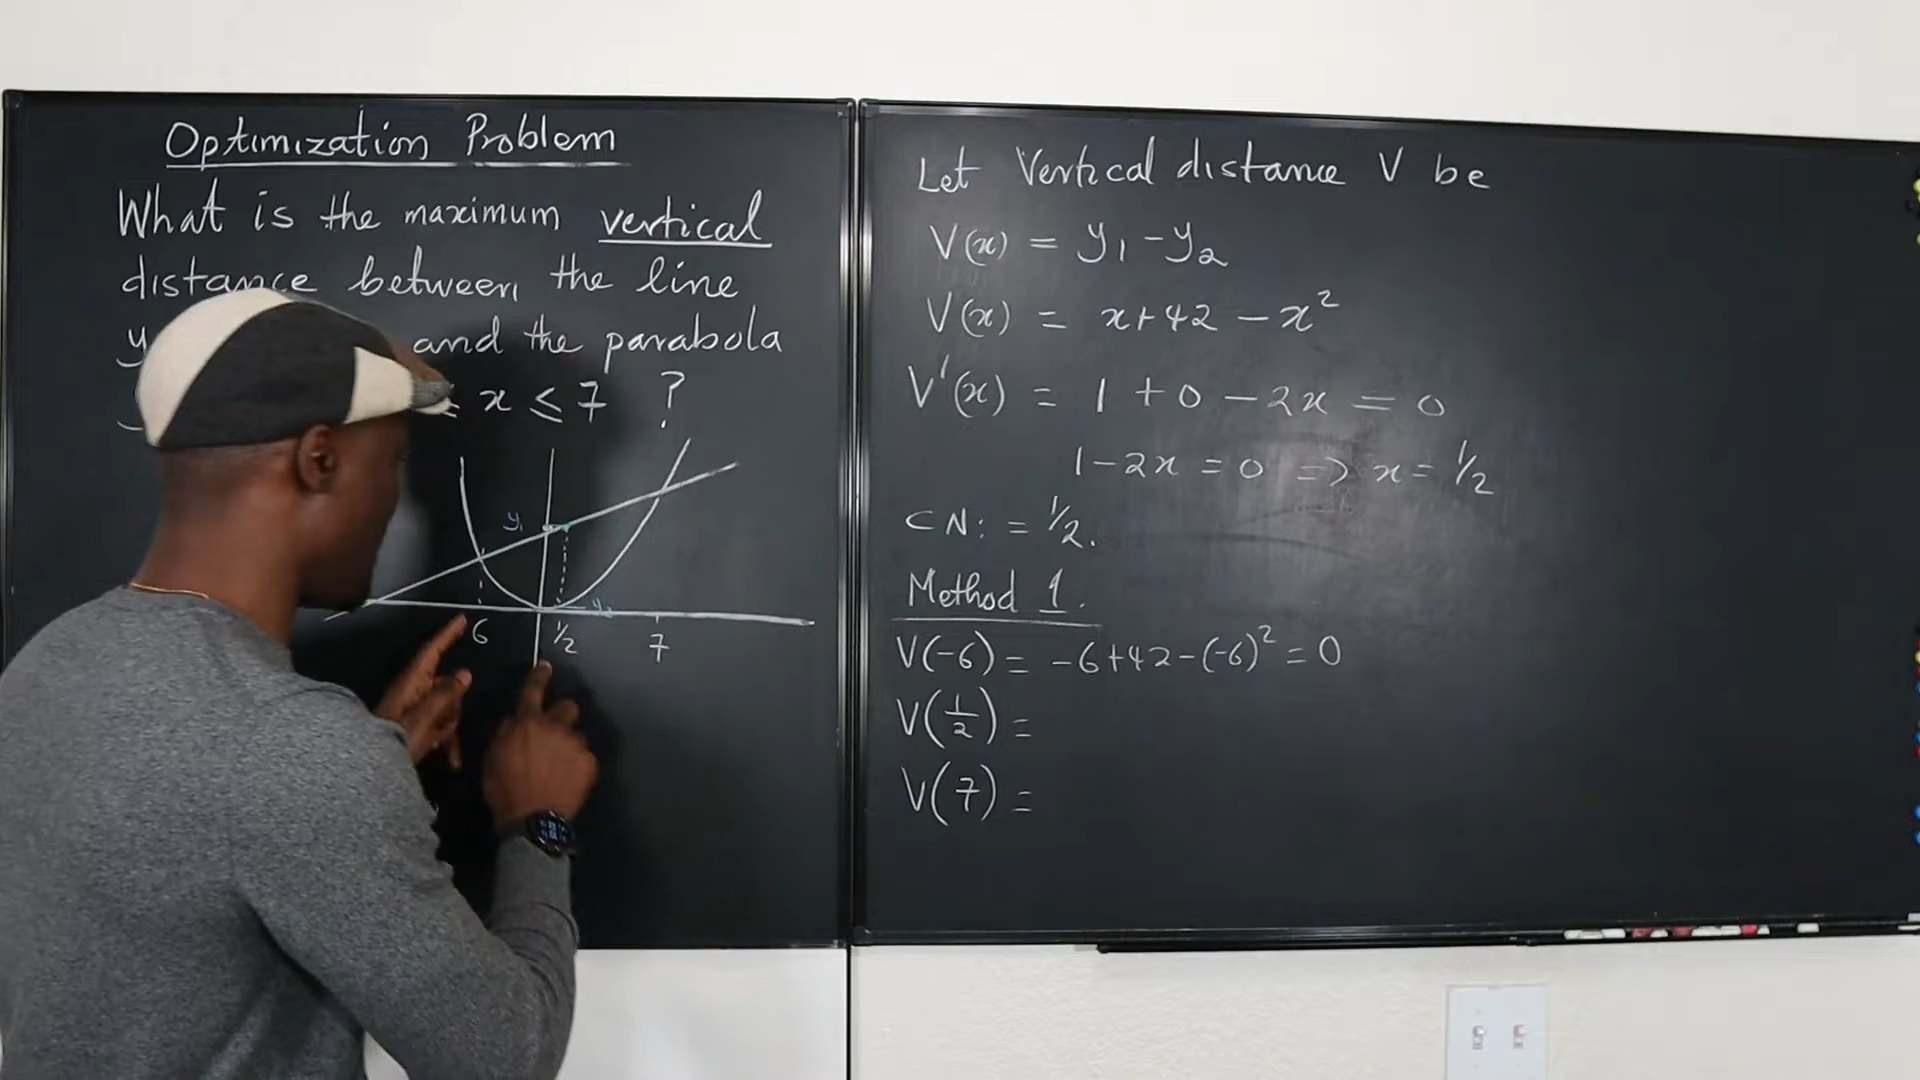 Optimization Problem
What is the maximum vertical
distance between the line
y and the parabola
≤ x ≤ 7 ?
y₁
y₂
6 1/2 7
Let Vertical distance V be
V(x) = y₁ - y₂
V(x) = x+42 - x²
V'(x) = 1 + 0 - 2x = 0
1-2x = 0 => x = 1/2
CN: = 1/2.
Method 1.
V(-6) = -6+42-(-6)² = 0
V(1/2) =
V(7) =